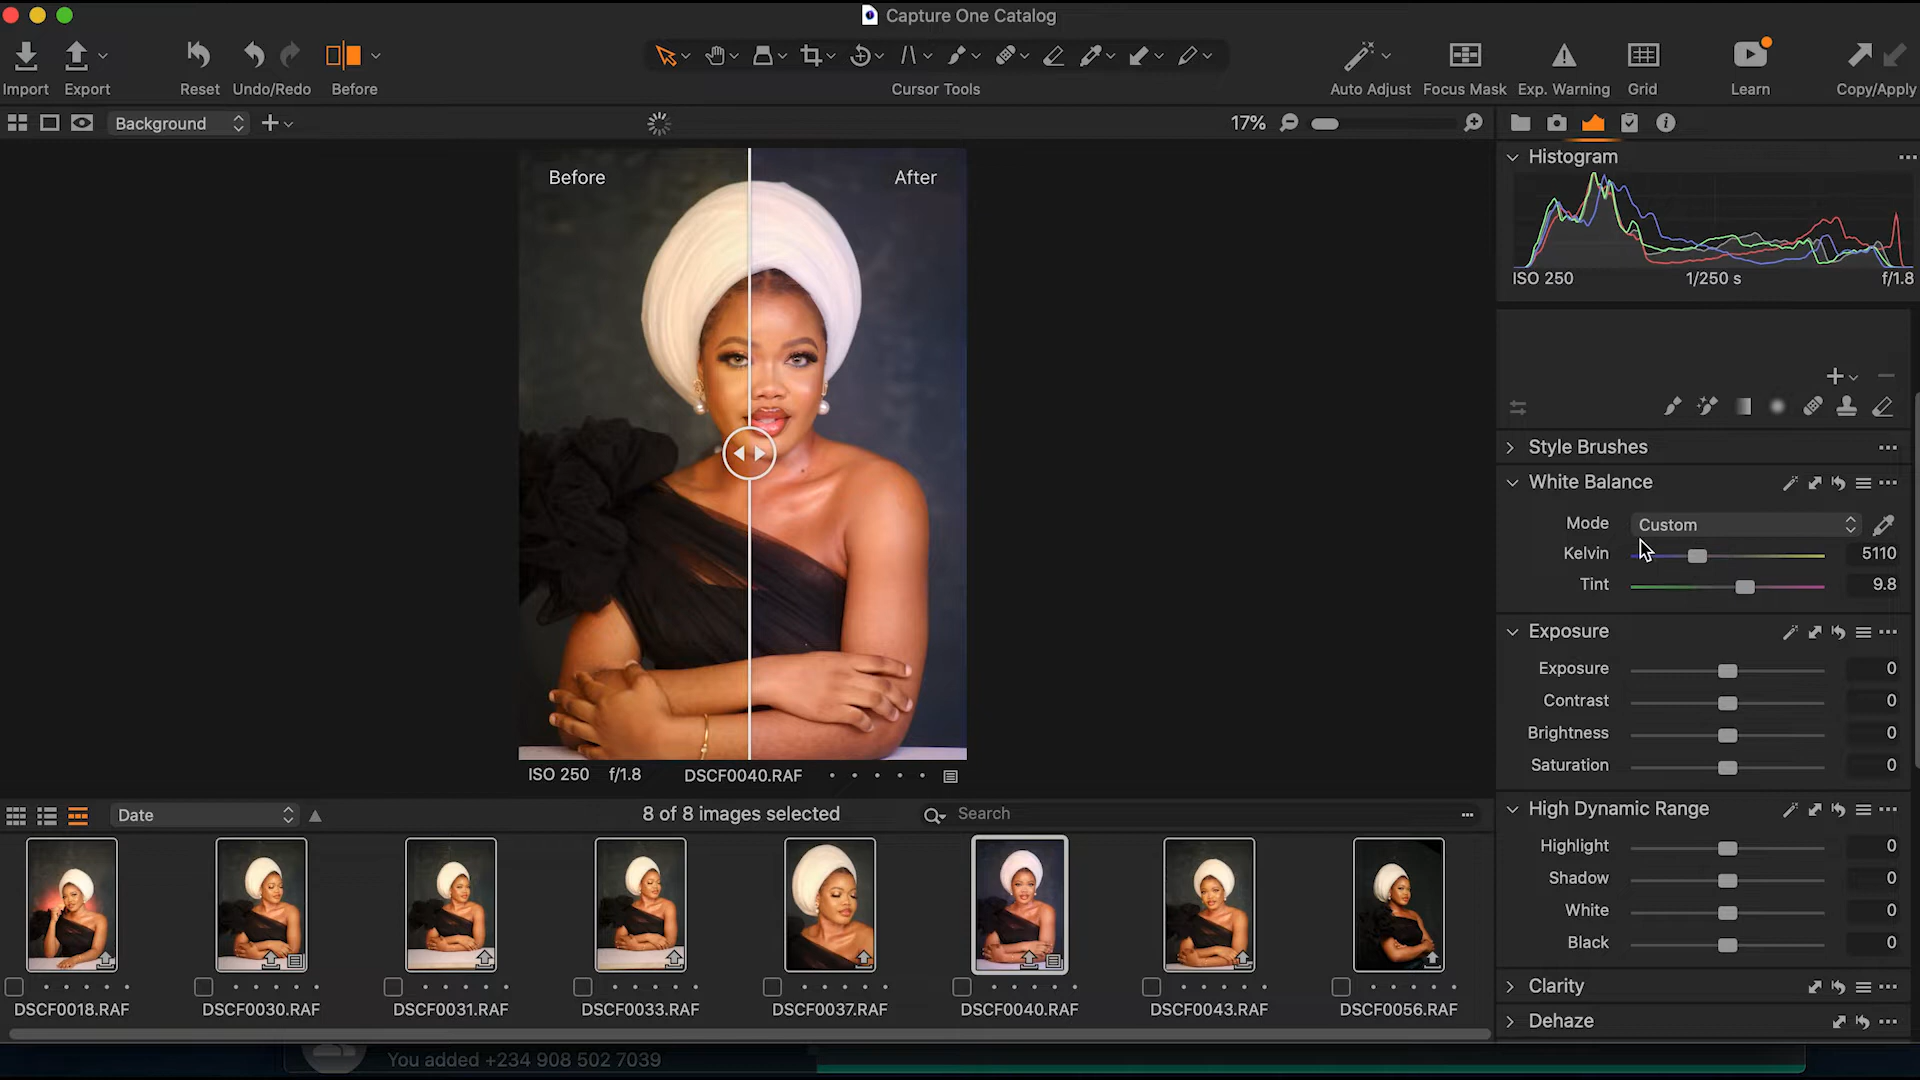 Capture One Catalog
Import
Export
Reset
Undo/Redo
Before
Cursor Tools
Auto Adjust
Focus Mask
Exp. Warning
Grid
Learn
Copy/Apply
Background
17%
Before
After
ISO 250
f/1.8
DSCF0040.RAF
Histogram
ISO 250
1/250 s
f/1.8
Style Brushes
White Balance
Mode
Custom
Kelvin
5110
Tint
9.8
Exposure
Exposure
0
Contrast
0
Brightness
0
Saturation
0
High Dynamic Range
Highlight
0
Shadow
0
White
0
Black
0
Clarity
Dehaze
Date
8 of 8 images selected
Search
DSCF0018.RAF
DSCF0030.RAF
DSCF0031.RAF
DSCF0033.RAF
DSCF0037.RAF
DSCF0040.RAF
DSCF0043.RAF
DSCF0056.RAF
You added +234 908 502 7039